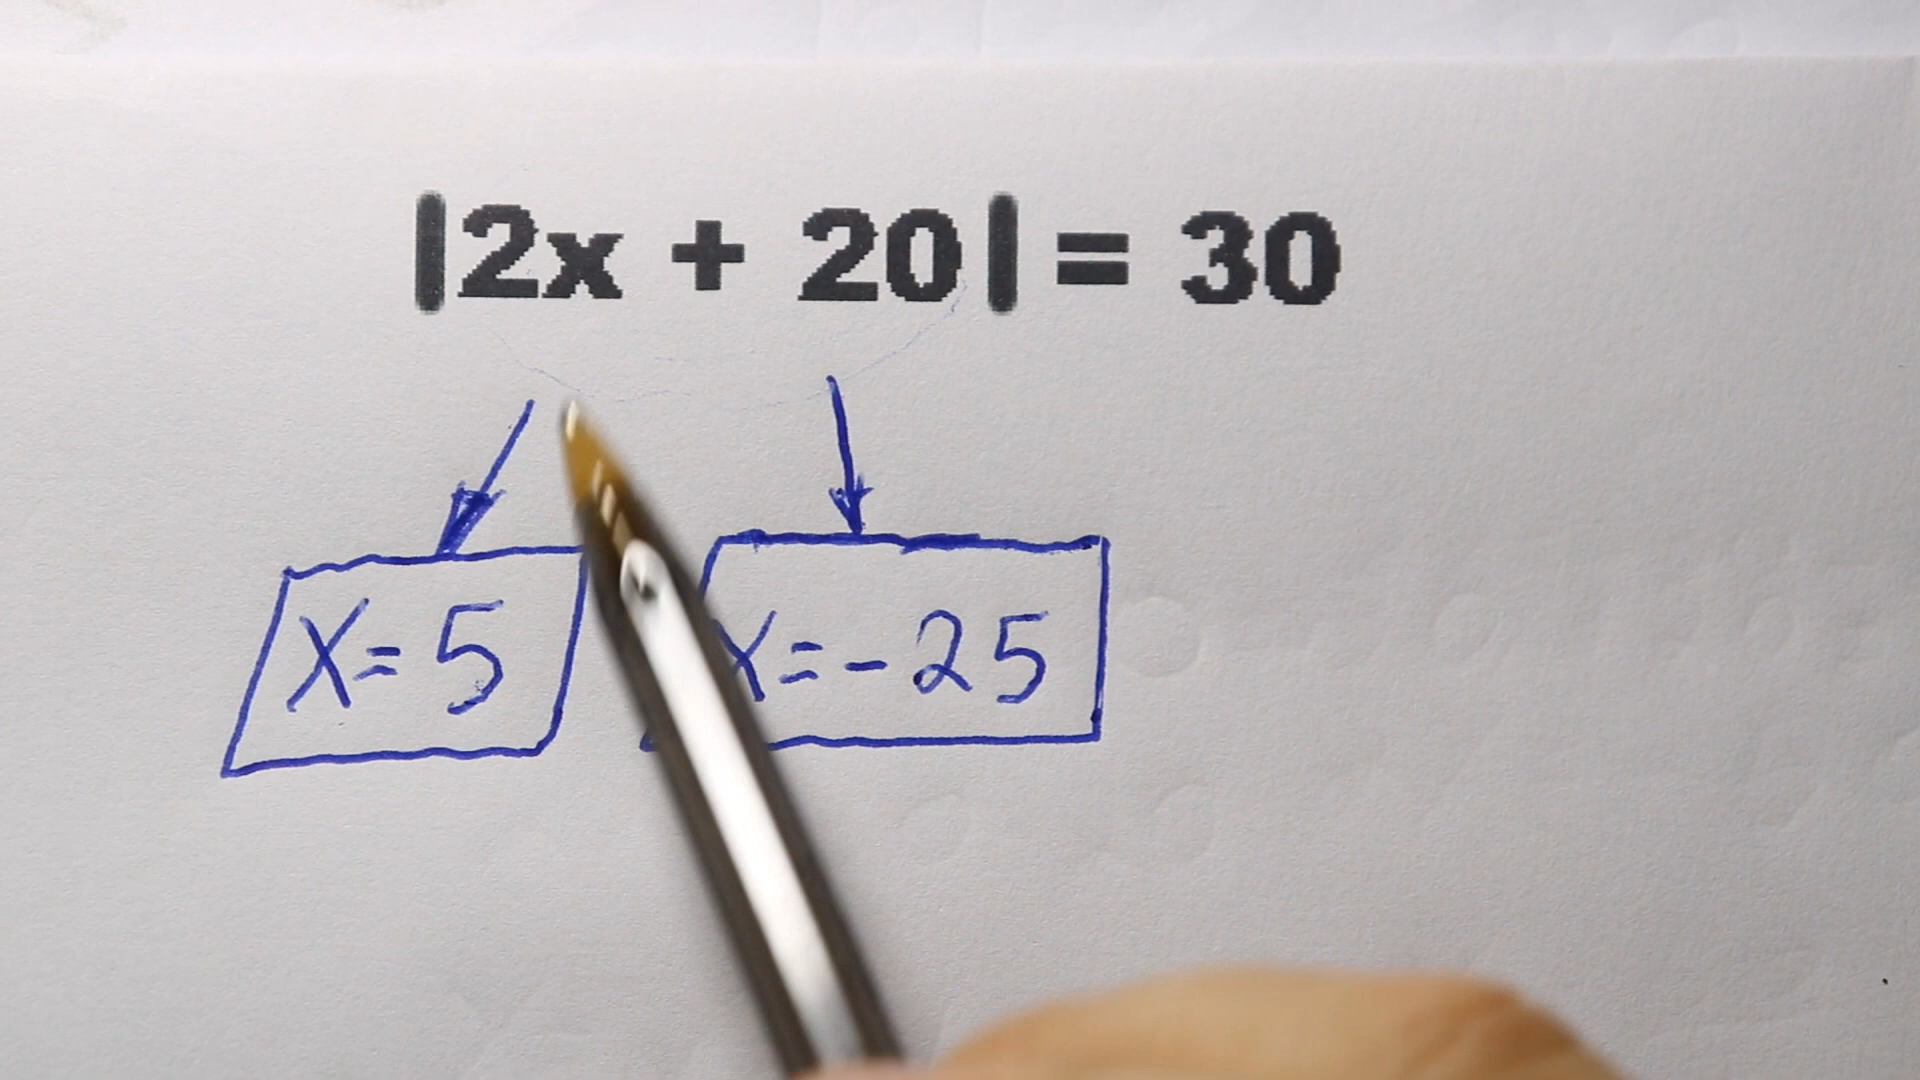 |2x + 20| = 30
X = 5 X = -25